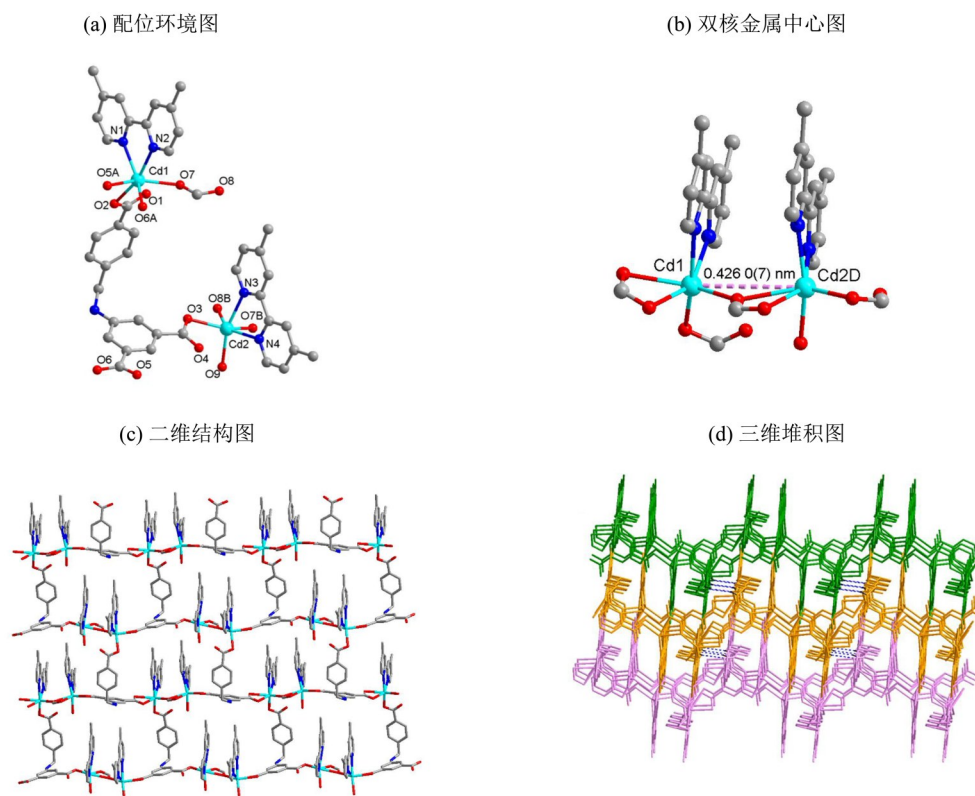 (a) 配位环境图
(b) 双核金属中心图
N1
N2
Cd1
O5A
O7
O8
O2
O1
O6A
N3
O8B
O3
O7B
Cd2
N4
O6
O5
O4
O9
Cd1
0.426 0(7) nm
Cd2D
(c) 二维结构图
(d) 三维堆积图